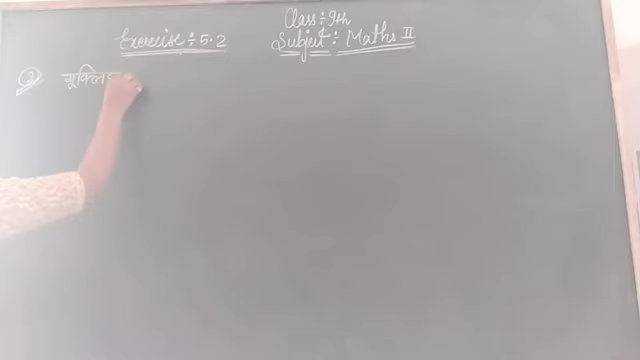 Class:- 9th
Exercise :- 5.2
Subject: Maths II
यूक्लिड